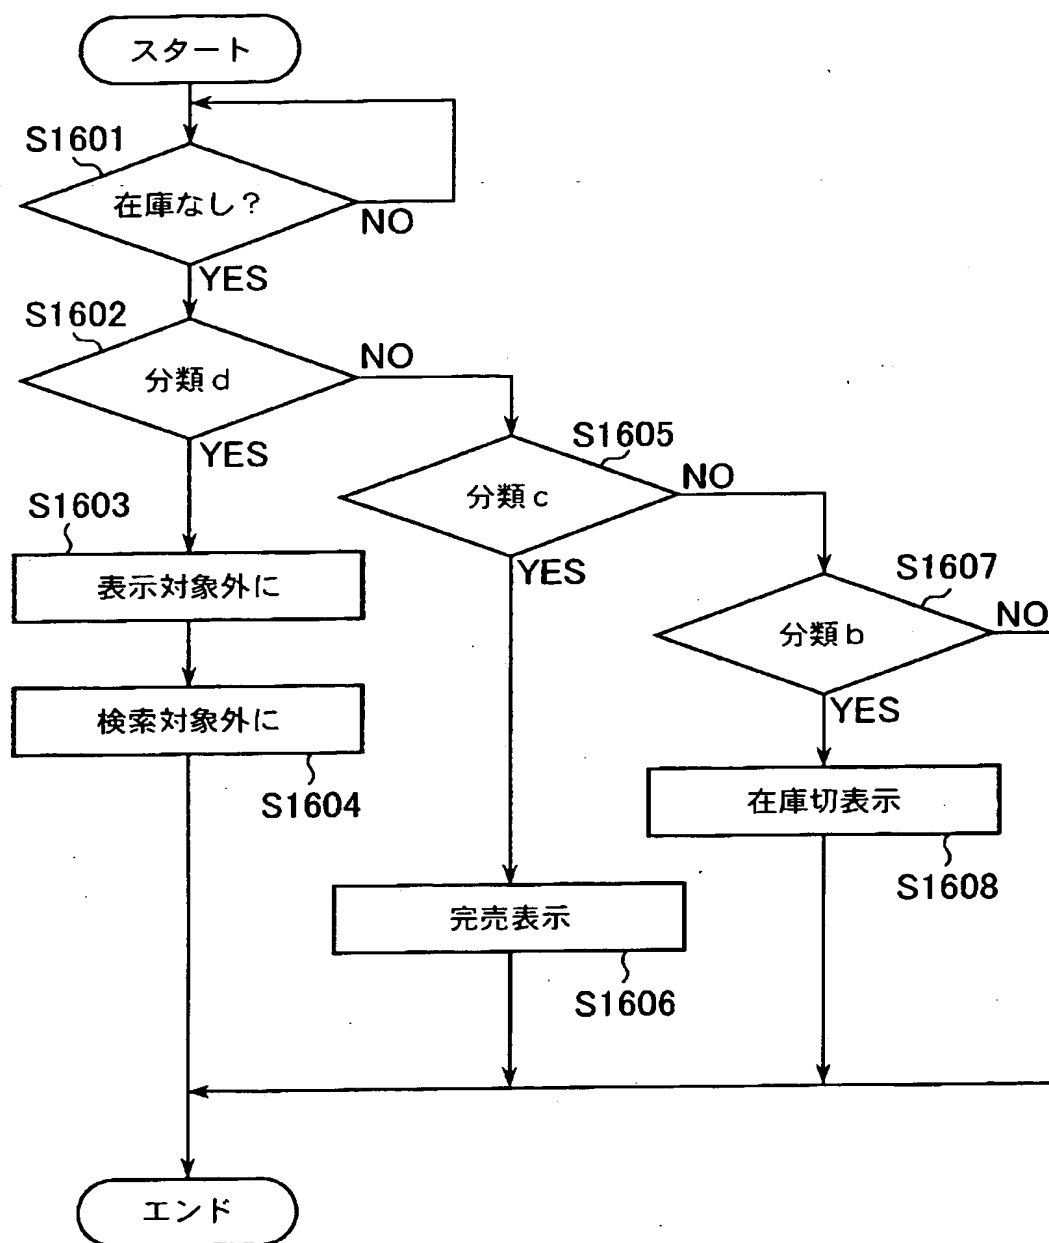 スタート
S1601
在庫なし?
NO
YES
S1602
分類d
NO
YES
S1605
分類c
NO
YES
S1603
表示対象外に
S1607
分類b
NO
YES
検索対象外に
S1604
在庫切表示
S1608
完売表示
S1606
エンド